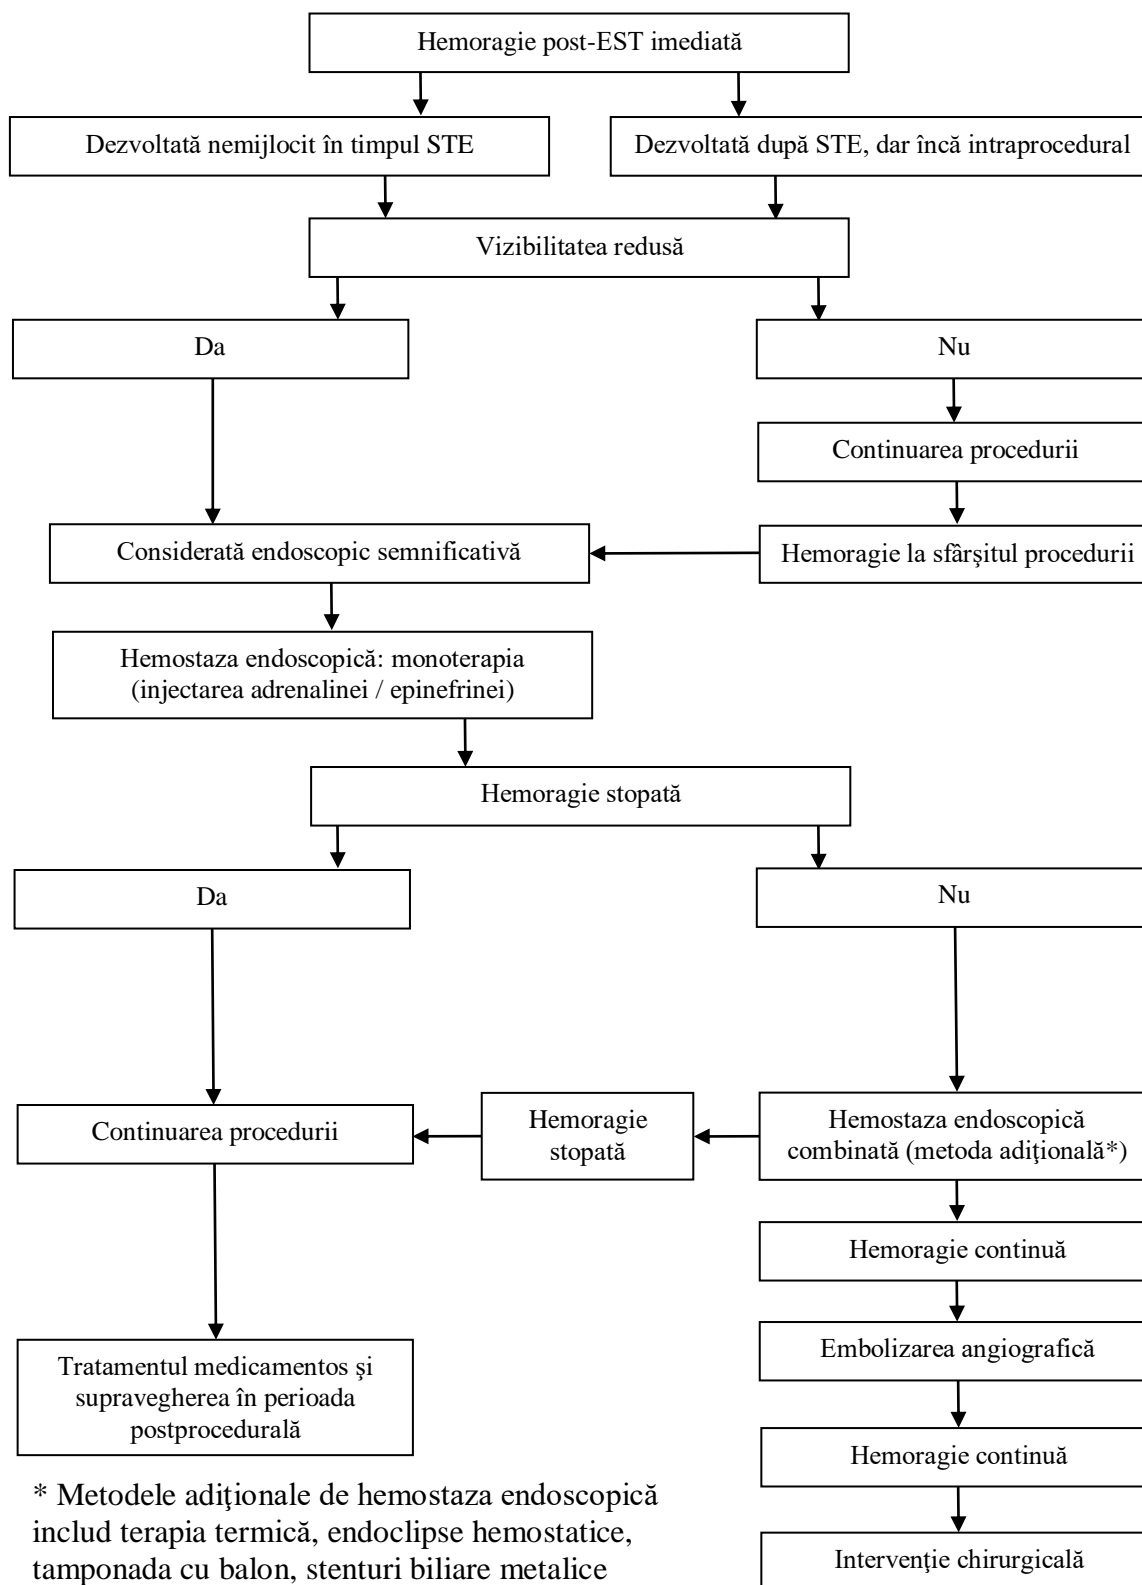 Hemoragie post-EST imediată
Dezvoltată nemijlocit în timpul STE
Dezvoltată după STE, dar încă intraprocedural
Vizibilitatea redusă
Da
Nu
Continuarea procedurii
Considerată endoscopic semnificativă
Hemoragie la sfârşitul procedurii
Hemostaza endoscopică: monoterapia
(injectarea adrenalinei / epinefrinei)
Hemoragie stopată
Da
Nu
Continuarea procedurii
Hemoragie
stopată
Hemostaza endoscopică
combinată (metoda adiţională*)
Hemoragie continuă
Embolizarea angiografică
Tratamentul medicamentos şi
supravegherea în perioada
postprocedurală
Hemoragie continuă
Intervenţie chirurgicală
* Metodele adiţionale de hemostaza endoscopică
includ terapia termică, endoclipse hemostatice,
tamponada cu balon, stenturi biliare metalice